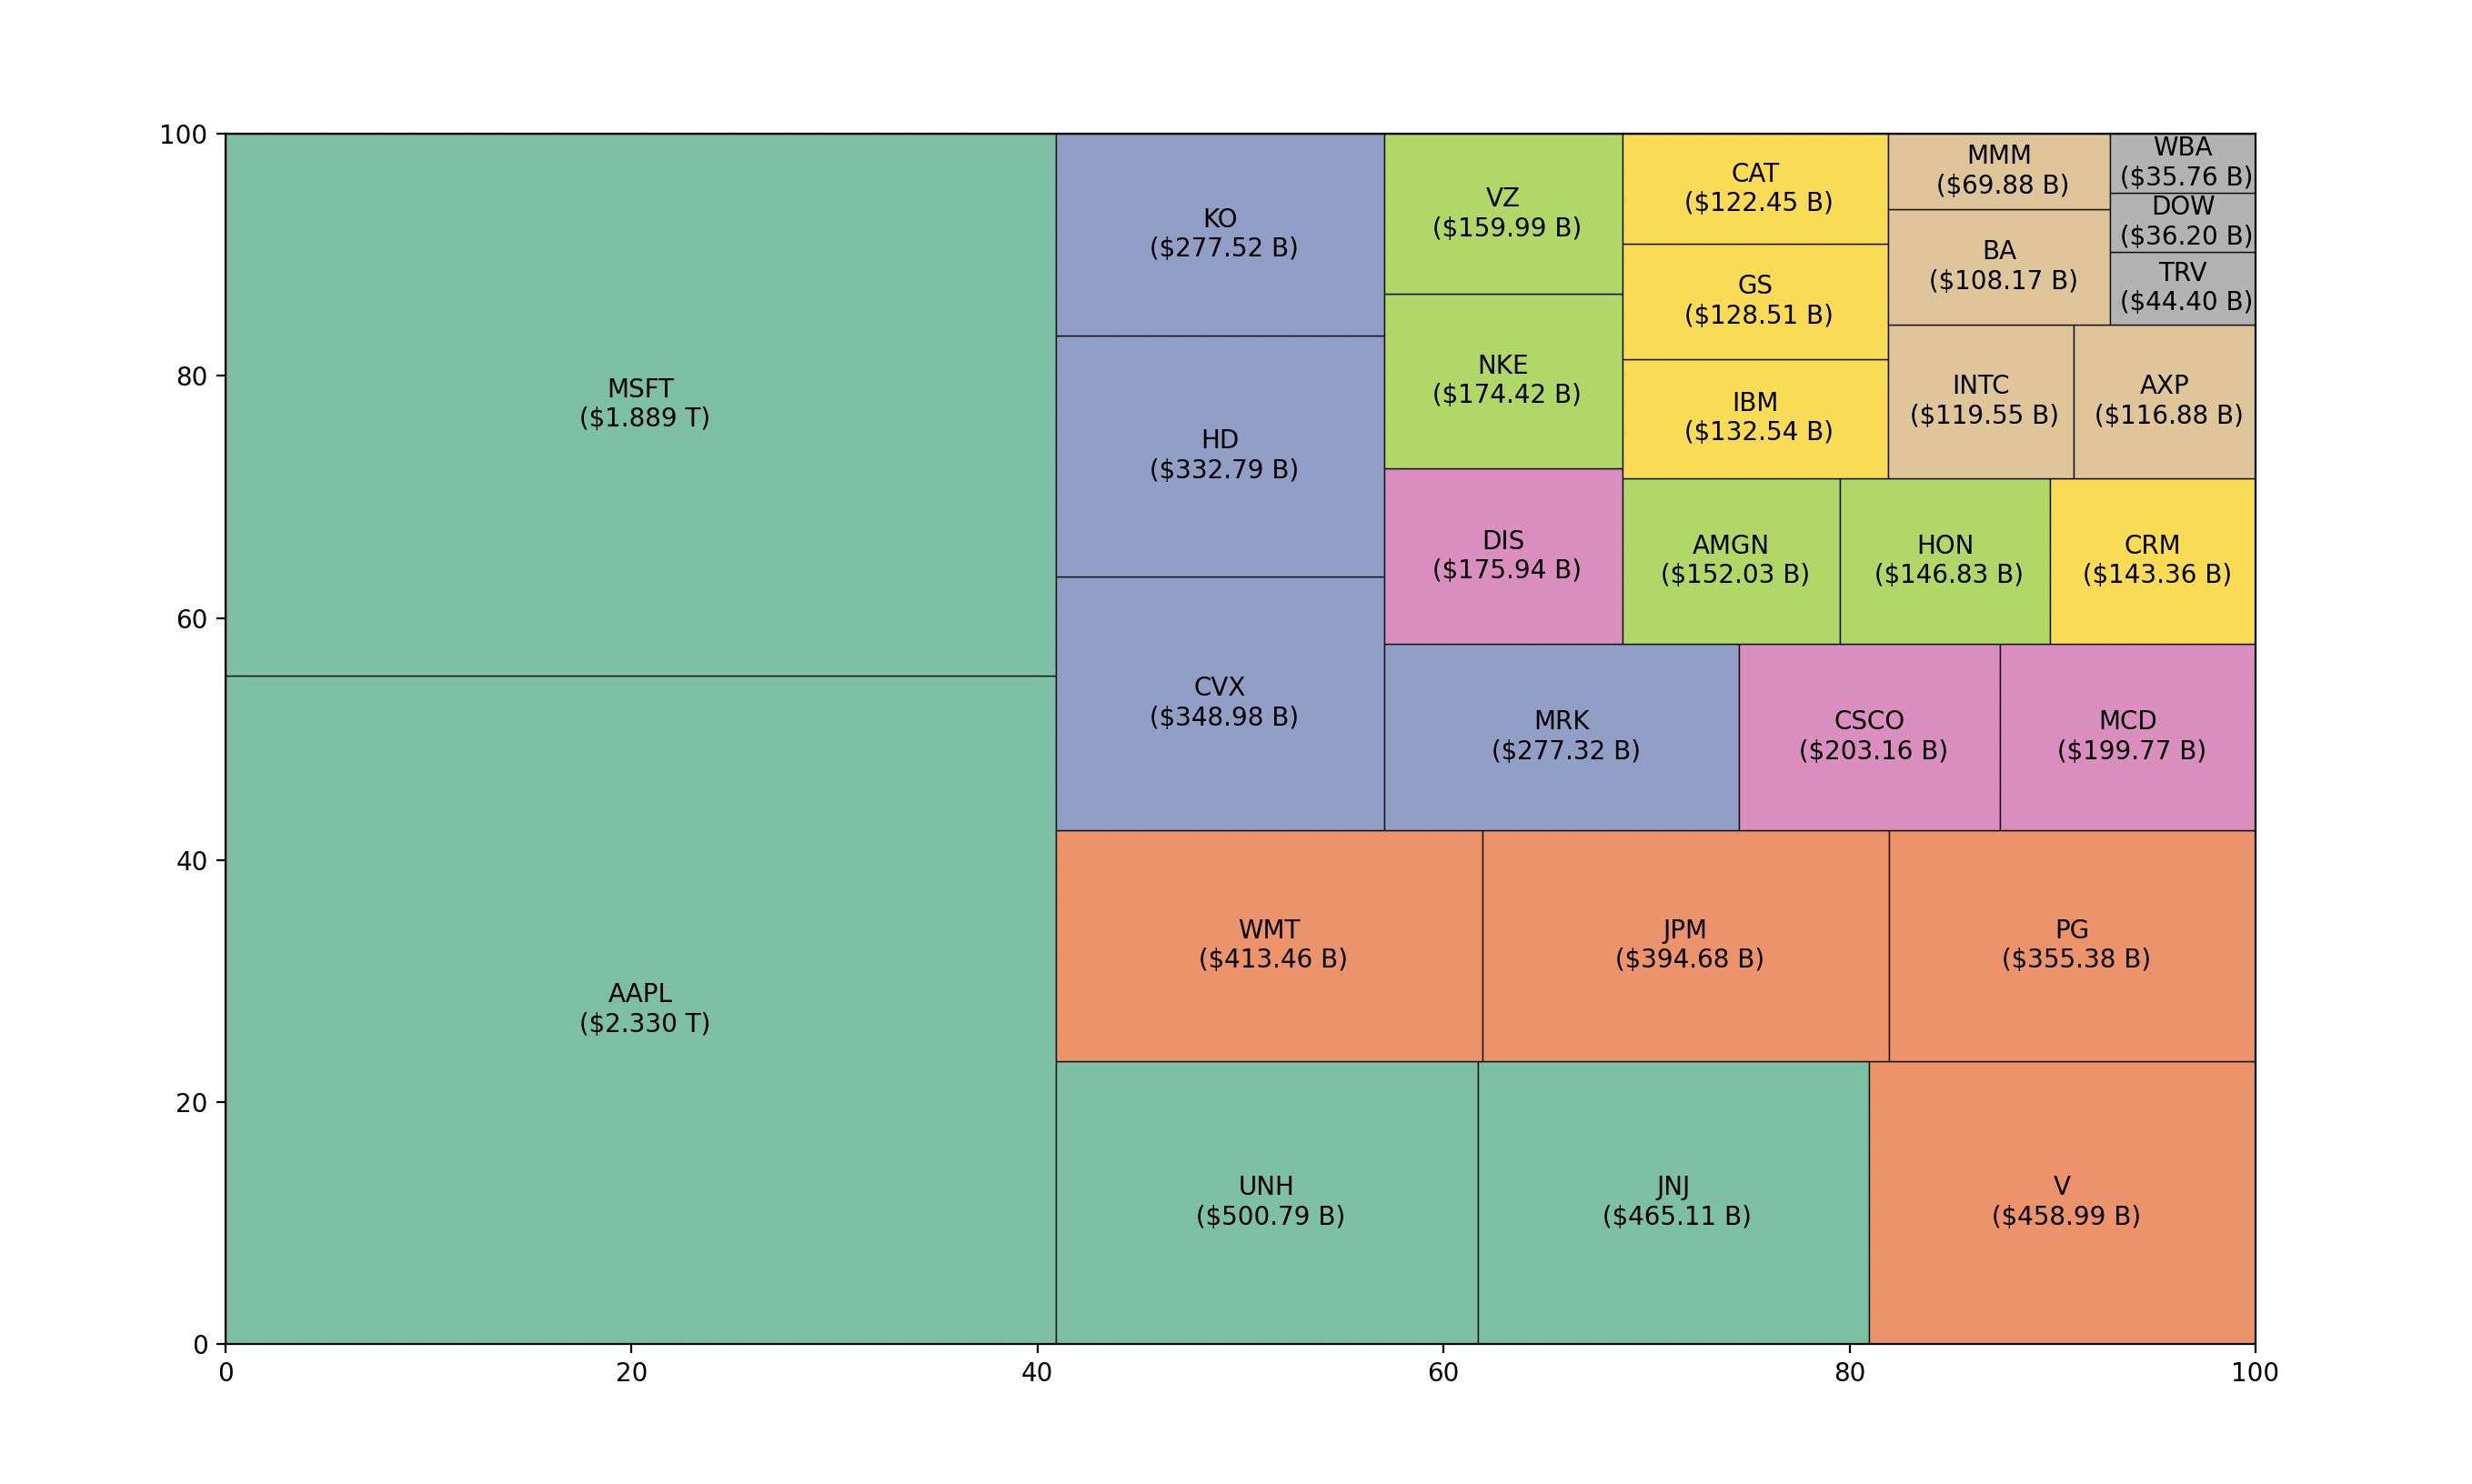 100
80
60
40
20
0
0
20
40
60
80
100
MSFT
($1.889 T)
AAPL
($2.330 T)
KO
($277.52 B)
HD
($332.79 B)
CVX
($348.98 B)
VZ
($159.99 B)
NKE
($174.42 B)
DIS
($175.94 B)
CAT
($122.45 B)
GS
($128.51 B)
IBM
($132.54 B)
MMM
($69.88 B)
BA
($108.17 B)
WBA
($35.76 B)
DOW
($36.20 B)
TRV
($44.40 B)
INTC
($119.55 B)
AXP
($116.88 B)
AMGN
($152.03 B)
HON
($146.83 B)
CRM
($143.36 B)
MRK
($277.32 B)
CSCO
($203.16 B)
MCD
($199.77 B)
WMT
($413.46 B)
JPM
($394.68 B)
PG
($355.38 B)
UNH
($500.79 B)
JNJ
($465.11 B)
V
($458.99 B)